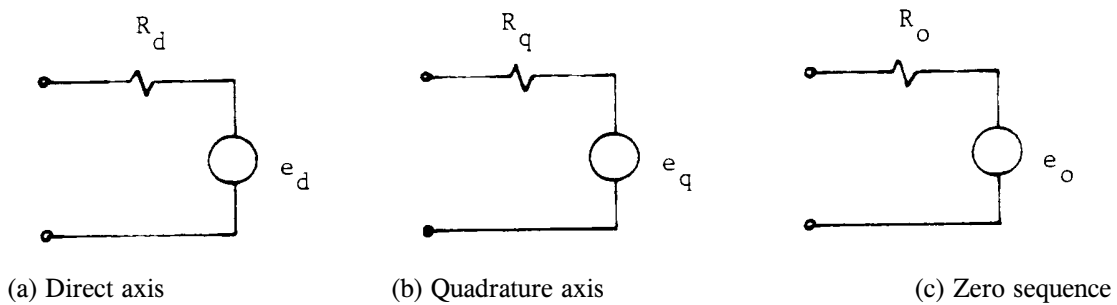 R_d
R_q
R_o
e_d
e_q
e_o
(a) Direct axis
(b) Quadrature axis
(c) Zero sequence